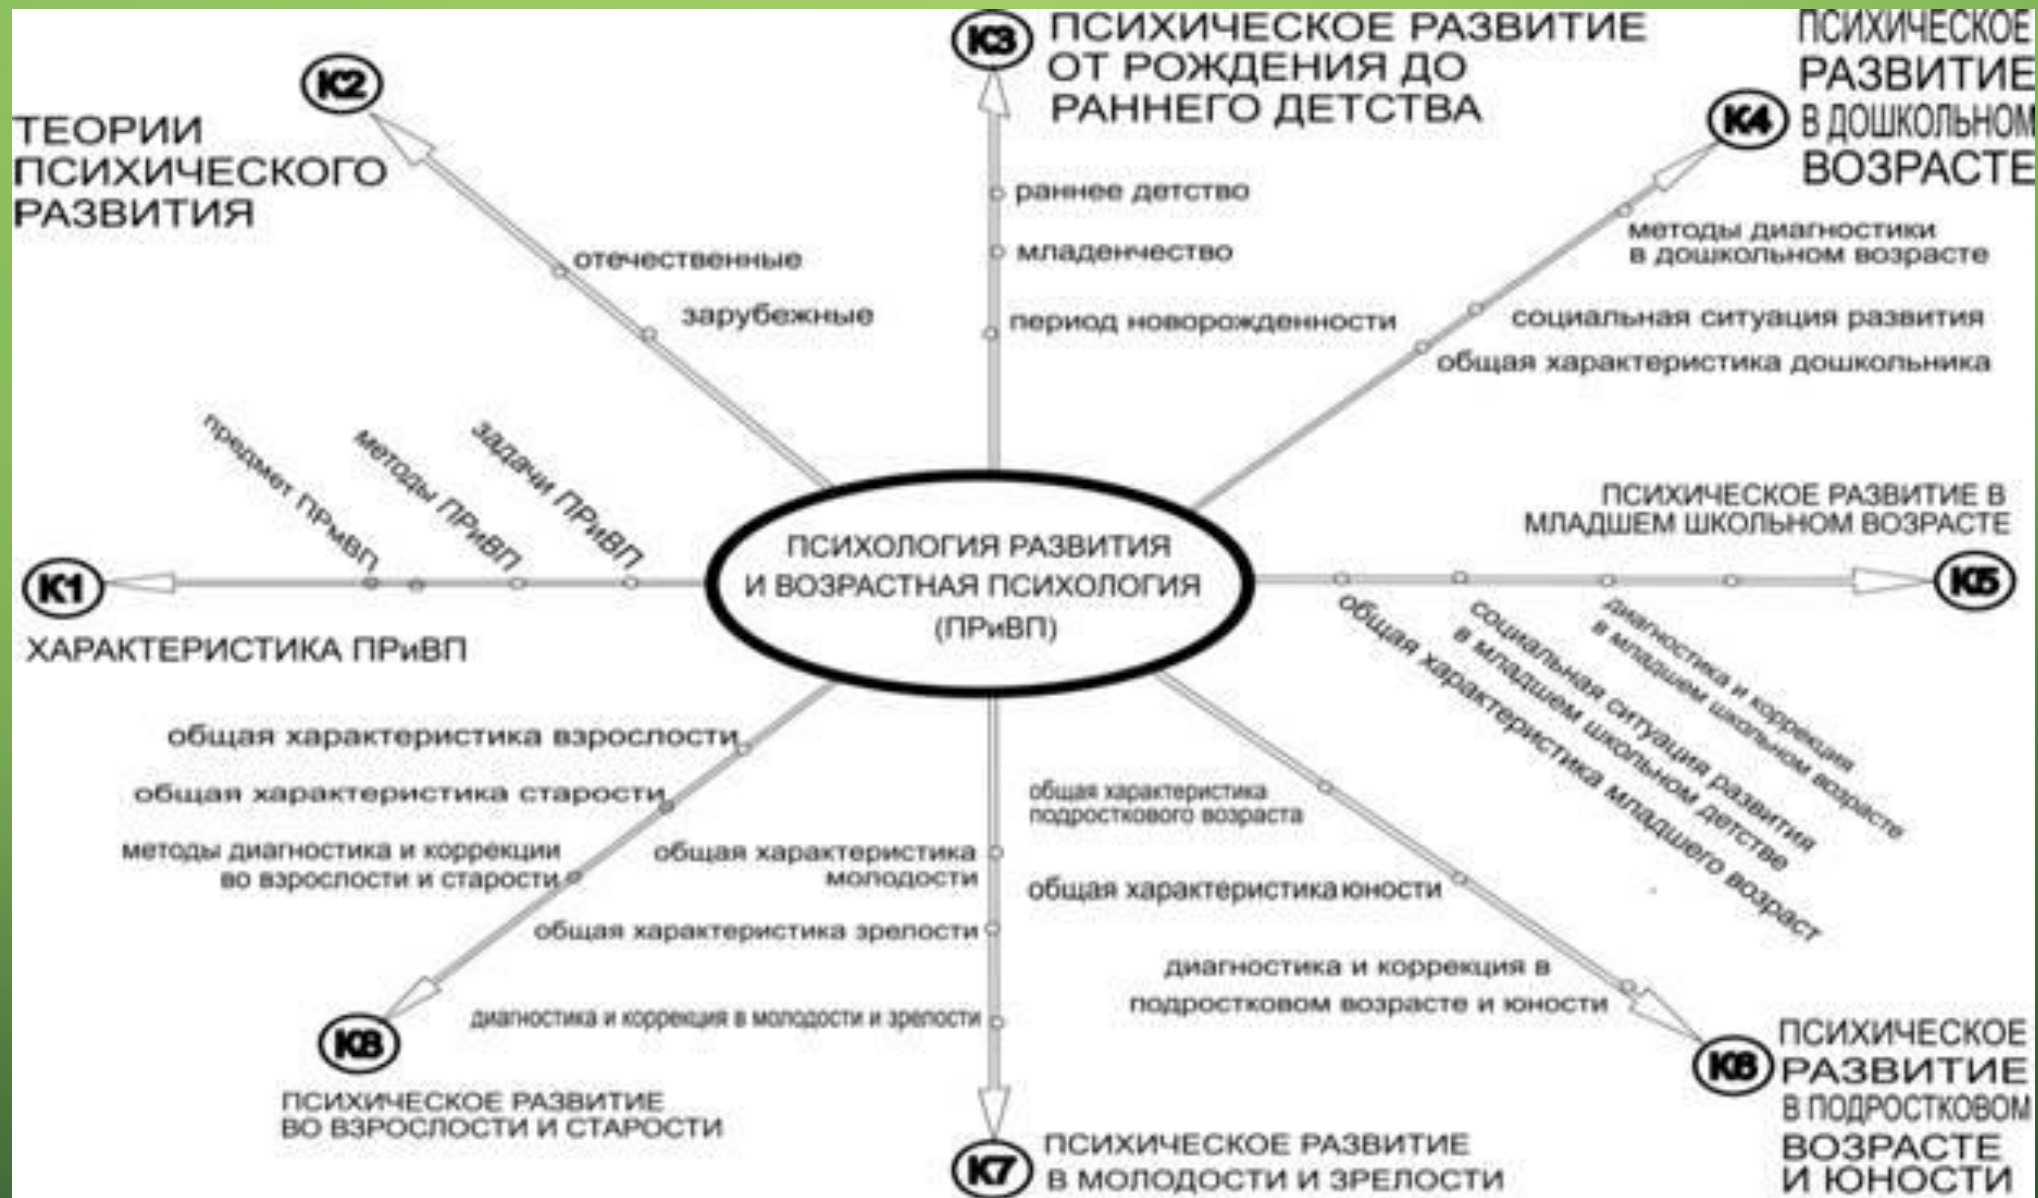 К1
ХАРАКТЕРИСТИКА ПРиВП
предмет ПРмВП
методы ПРиВП
задачи ПРиВП
К2
ТЕОРИИ
ПСИХИЧЕСКОГО
РАЗВИТИЯ
отечественные
зарубежные
К3
ПСИХИЧЕСКОЕ РАЗВИТИЕ
ОТ РОЖДЕНИЯ ДО
РАННЕГО ДЕТСТВА
раннее детство
младенчество
период новорожденности
К4
ПСИХИЧЕСКОЕ
РАЗВИТИЕ
В ДОШКОЛЬНОМ
ВОЗРАСТЕ
методы диагностики
в дошкольном возрасте
социальная ситуация развития
общая характеристика дошкольника
ПСИХОЛОГИЯ РАЗВИТИЯ
И ВОЗРАСТНАЯ ПСИХОЛОГИЯ
(ПРиВП)
ПСИХИЧЕСКОЕ РАЗВИТИЕ В
МЛАДШЕМ ШКОЛЬНОМ ВОЗРАСТЕ
К5
общая характеристика младшего возраст
социальная ситуация развития
в младшем школьном детстве
диагностика и коррекция
в младшем школьном возрасте
общая характеристика взрослости
общая характеристика старости
методы диагностика и коррекции
во взрослости и старости
К8
ПСИХИЧЕСКОЕ РАЗВИТИЕ
ВО ВЗРОСЛОСТИ И СТАРОСТИ
общая характеристика
молодости
общая характеристика зрелости
диагностика и коррекция в молодости и зрелости
К7
ПСИХИЧЕСКОЕ РАЗВИТИЕ
В МОЛОДОСТИ И ЗРЕЛОСТИ
общая характеристика
подросткового возраста
общая характеристика юности
диагностика и коррекция в
подростковом возрасте и юности
К6
ПСИХИЧЕСКОЕ
РАЗВИТИЕ
В ПОДРОСТКОВОМ
ВОЗРАСТЕ
И ЮНОСТИ